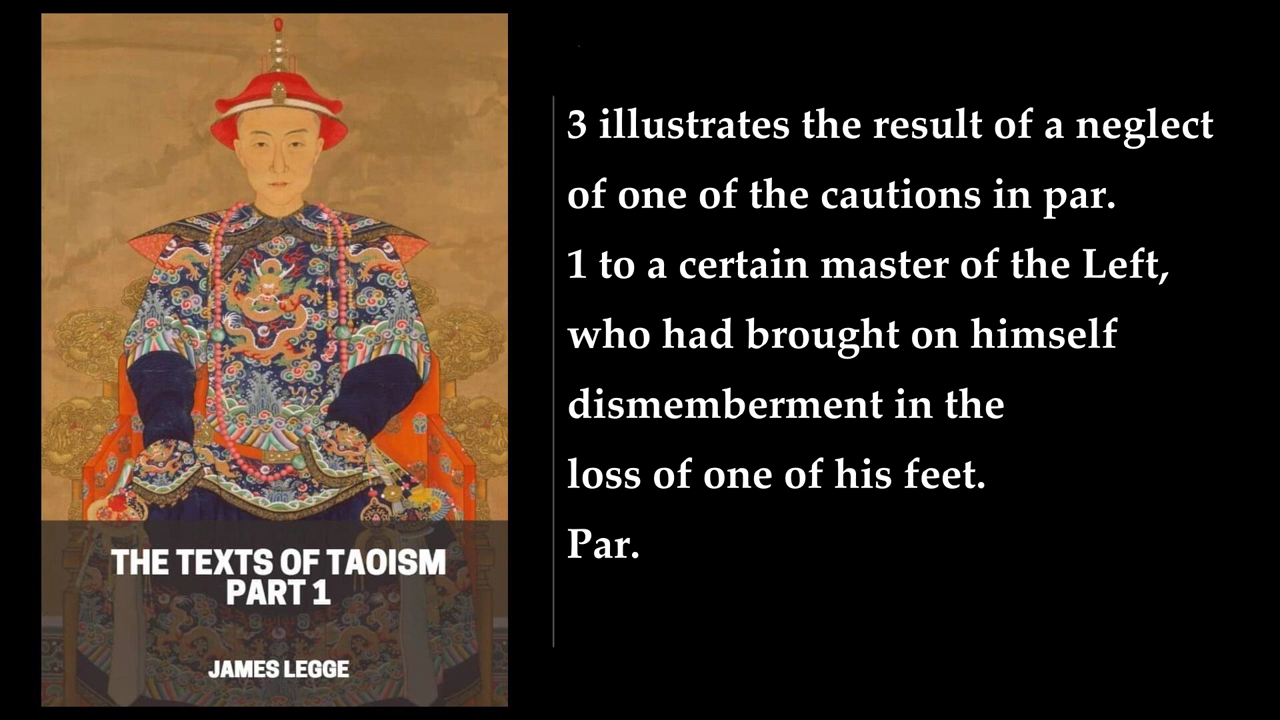 3 illustrates the result of a neglect
of one of the cautions in par.
1 to a certain master of the Left,
who had brought on himself
dismemberment in the
loss of one of his feet.
Par.
THE TEXTS OF TAOISM
PART 1
JAMES LEGGE